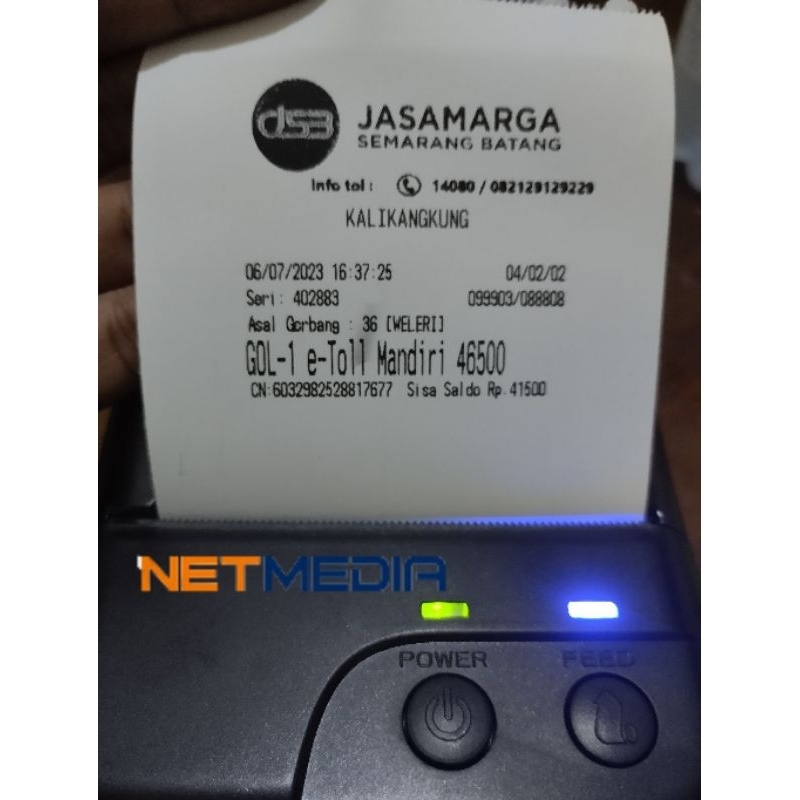 dsb JASAMARGA
SEMARANG BATANG
Info tol : 14080 / 082129129229
KALIKANGKUNG
06/07/2023 16:37:25 04/02/02
Seri: 402883 099903/088808
Asal Gerbang : 36 [WELERI]
GOL-1 e-Toll Mandiri 46500
CN:6032982528817677 Sisa Saldo Rp.41500
NETMEDIA
POWER FEED